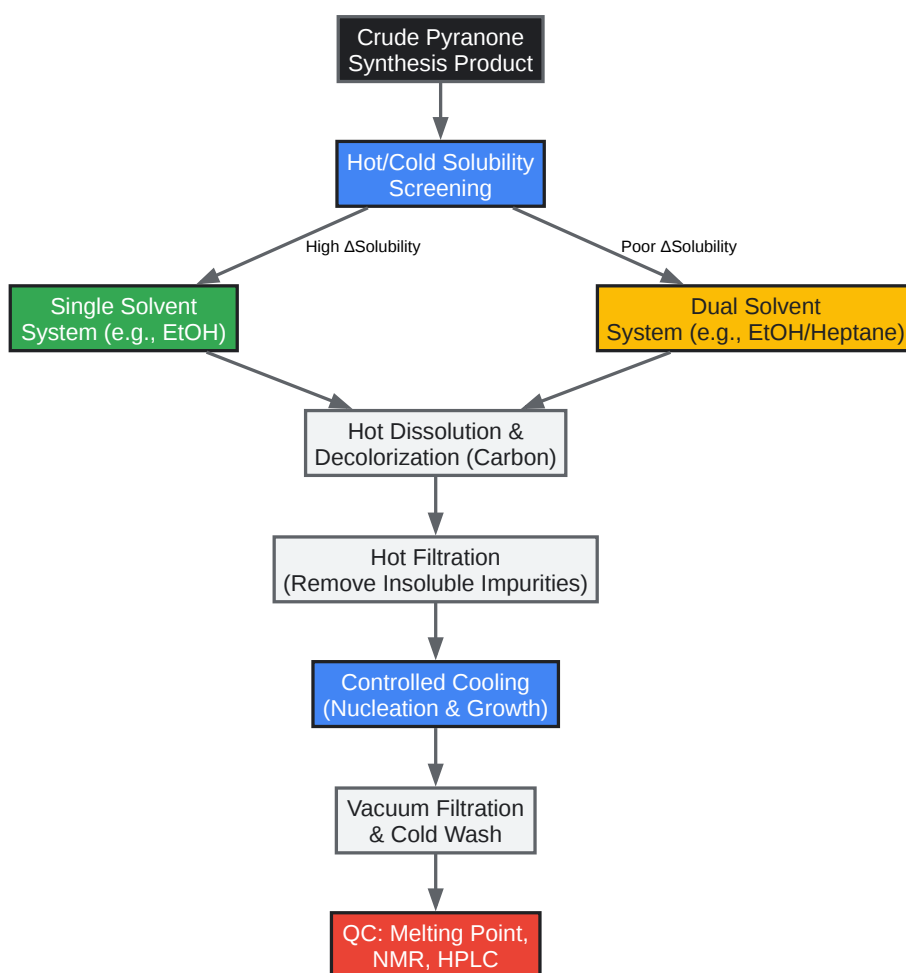 Crude Pyranone
Synthesis Product
Hot/Cold Solubility
Screening
High ΔSolubility
Poor ΔSolubility
Single Solvent
System (e.g., EtOH)
Dual Solvent
System (e.g., EtOH/Heptane)
Hot Dissolution &
Decolorization (Carbon)
Hot Filtration
(Remove Insoluble Impurities)
Controlled Cooling
(Nucleation & Growth)
Vacuum Filtration
& Cold Wash
QC: Melting Point,
NMR, HPLC